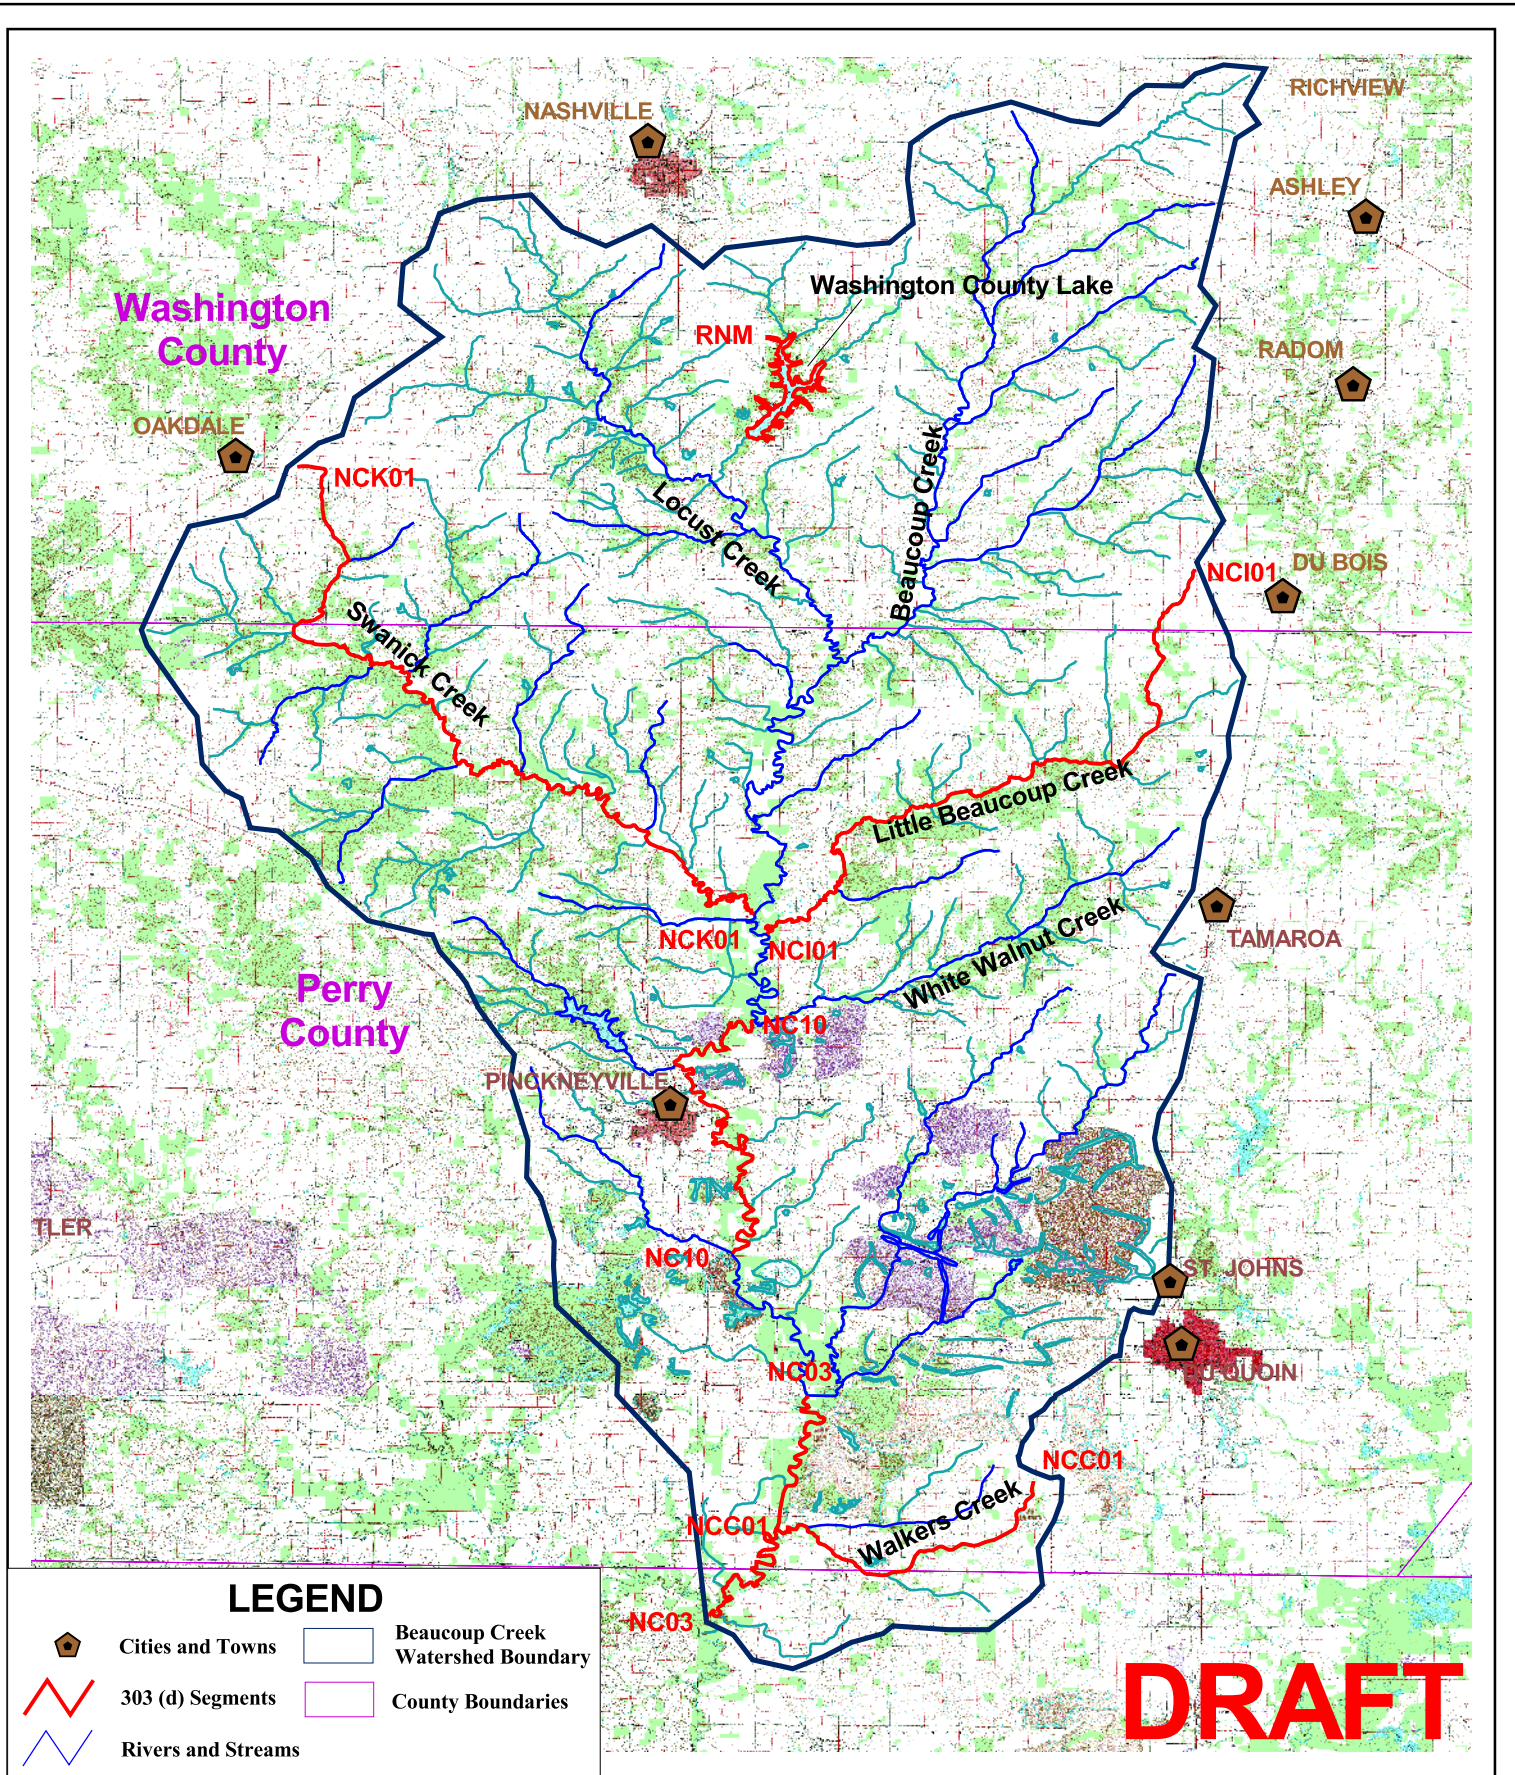 RICHVIEW
NASHVILLE
ASHLEY
Washington County Lake
Washington
County
RNM
RADOM
OAKDALE
NCK01
Locust Creek
Beaucoup Creek
DU BOIS
NCI01
Swanick Creek
Little Beaucoup Creek
White Walnut Creek
NCK01
NCI01
TAMAROA
Perry
County
NC10
PINCKNEYVILLE
TLER
NC10
ST. JOHNS
NC03
DU QUOIN
NCC01
NCC01
Walkers Creek
NC03
LEGEND
Cities and Towns
Beaucoup Creek
Watershed Boundary
303 (d) Segments
County Boundaries
Rivers and Streams
DRAFT